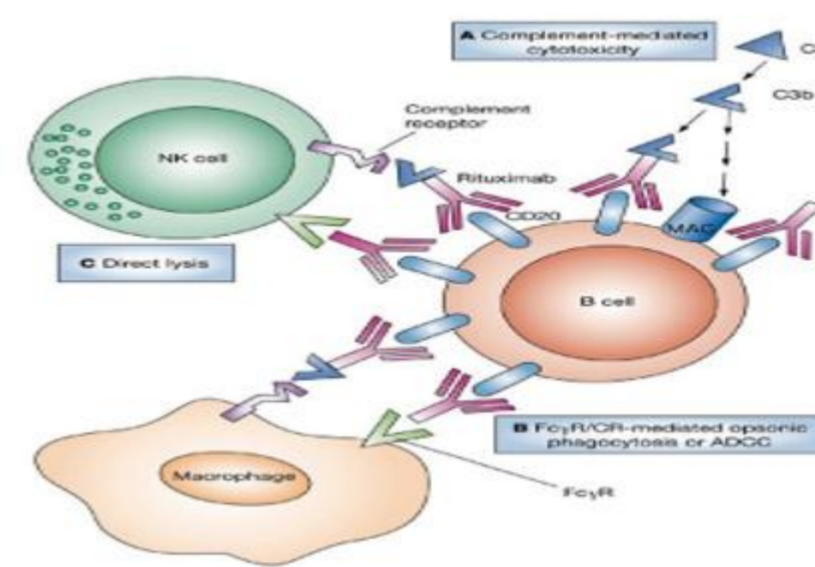 A Complement-mediated
cytotoxicity
C
C3b
Complement
receptor
NK cell
Rituximab
CD20
MAC
C Direct lysis
B cell
B FcγR/CR-mediated opsonic
phagocytosis or ADCC
Macrophage
FcγR